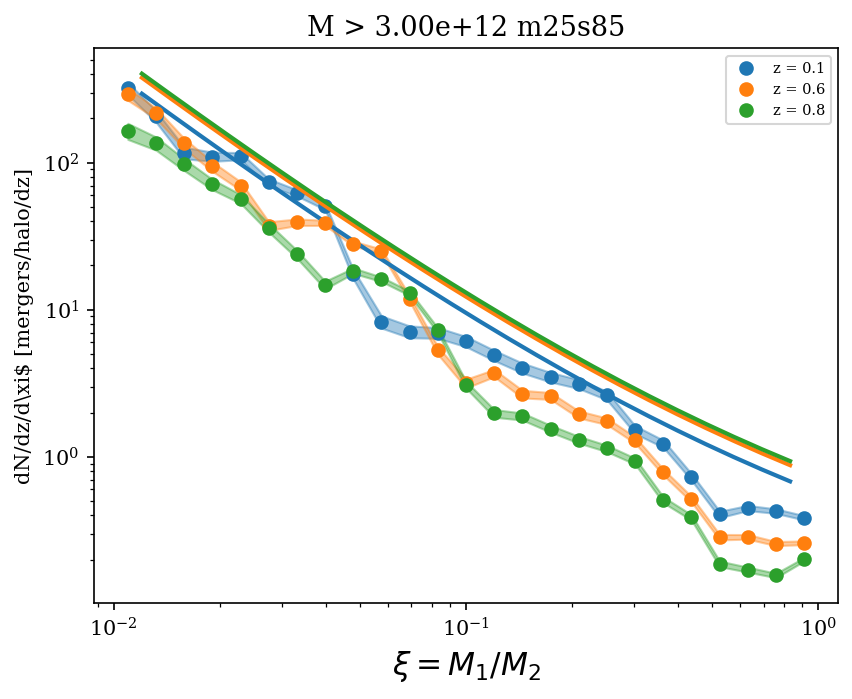 M > 3.00e+12 m25s85
z = 0.1
z = 0.6
z = 0.8
dN/dz/d\xi$ [mergers/halo/dz]
10²
10¹
10⁰
10⁻² 10⁻¹ 10⁰
ξ = M₁/M₂